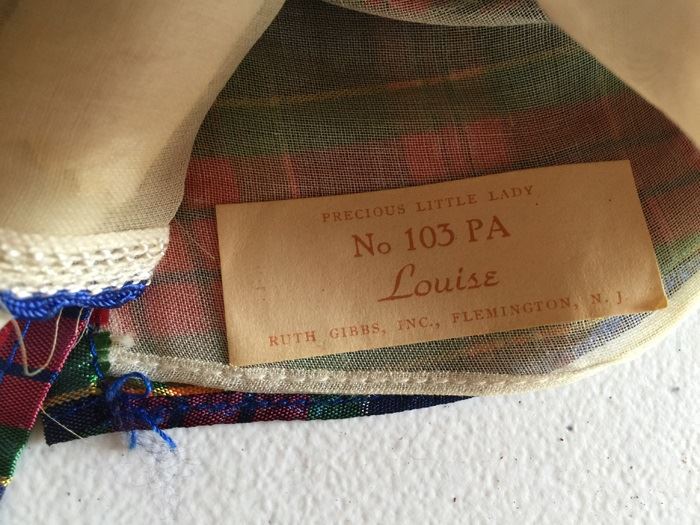 PRECIOUS LITTLE LADY
No 103 PA
Louise
RUTH GIBBS, INC., FLEMINGTON, N. J.